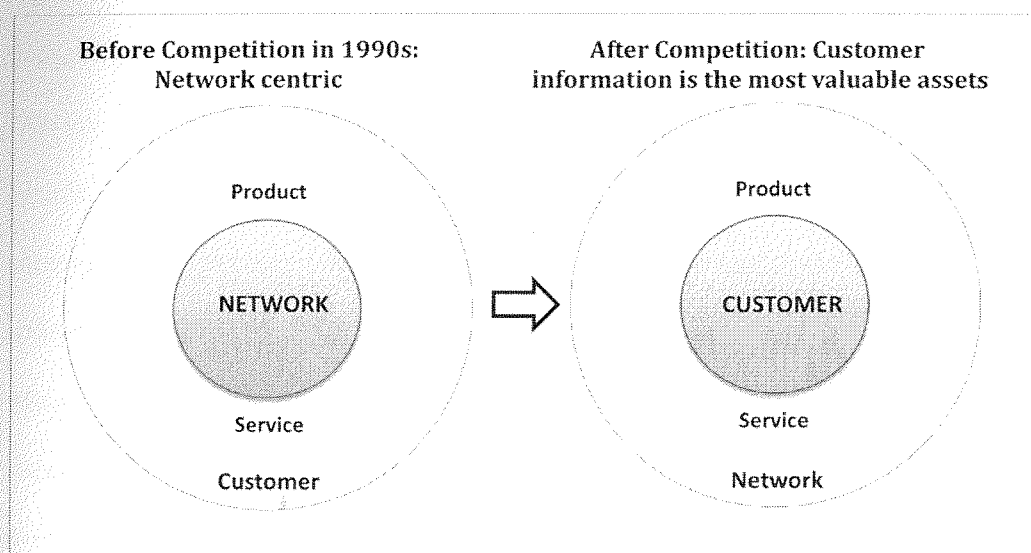 Before Competition in 1990s:
Network centric
After Competition: Customer
information is the most valuable assets
Product
NETWORK
Service
Customer
Product
CUSTOMER
Service
Network